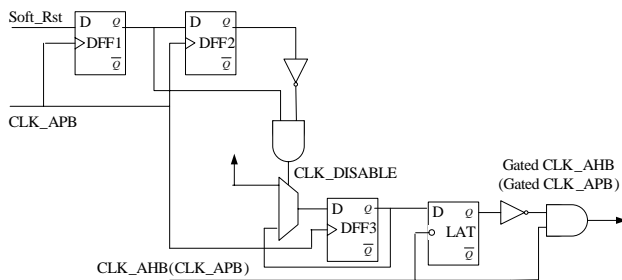 Soft_Rst
D Q
DFF1
Q
D Q
DFF2
Q
CLK_APB
CLK_DISABLE
D Q
DFF3
Q
D Q
LAT
Q
Gated CLK_AHB
(Gated CLK_APB)
CLK_AHB(CLK_APB)